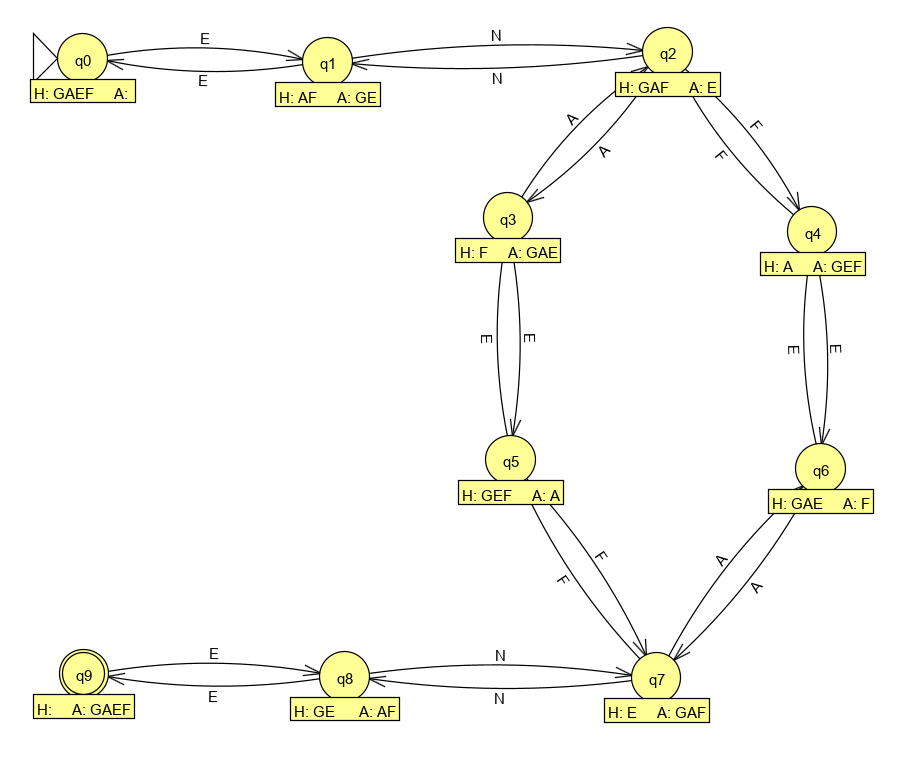 E
N
q0
q1
q2
E
N
H: GAEF A:
H: AF A: GE
H: GAF A: E
A
F
A
F
q3
q4
H: F A: GAE
H: A A: GEF
E
E
E
E
q5
q6
H: GEF A: A
H: GAE A: F
F
A
F
A
E
N
q9
q8
q7
E
N
H: A: GAEF
H: GE A: AF
H: E A: GAF